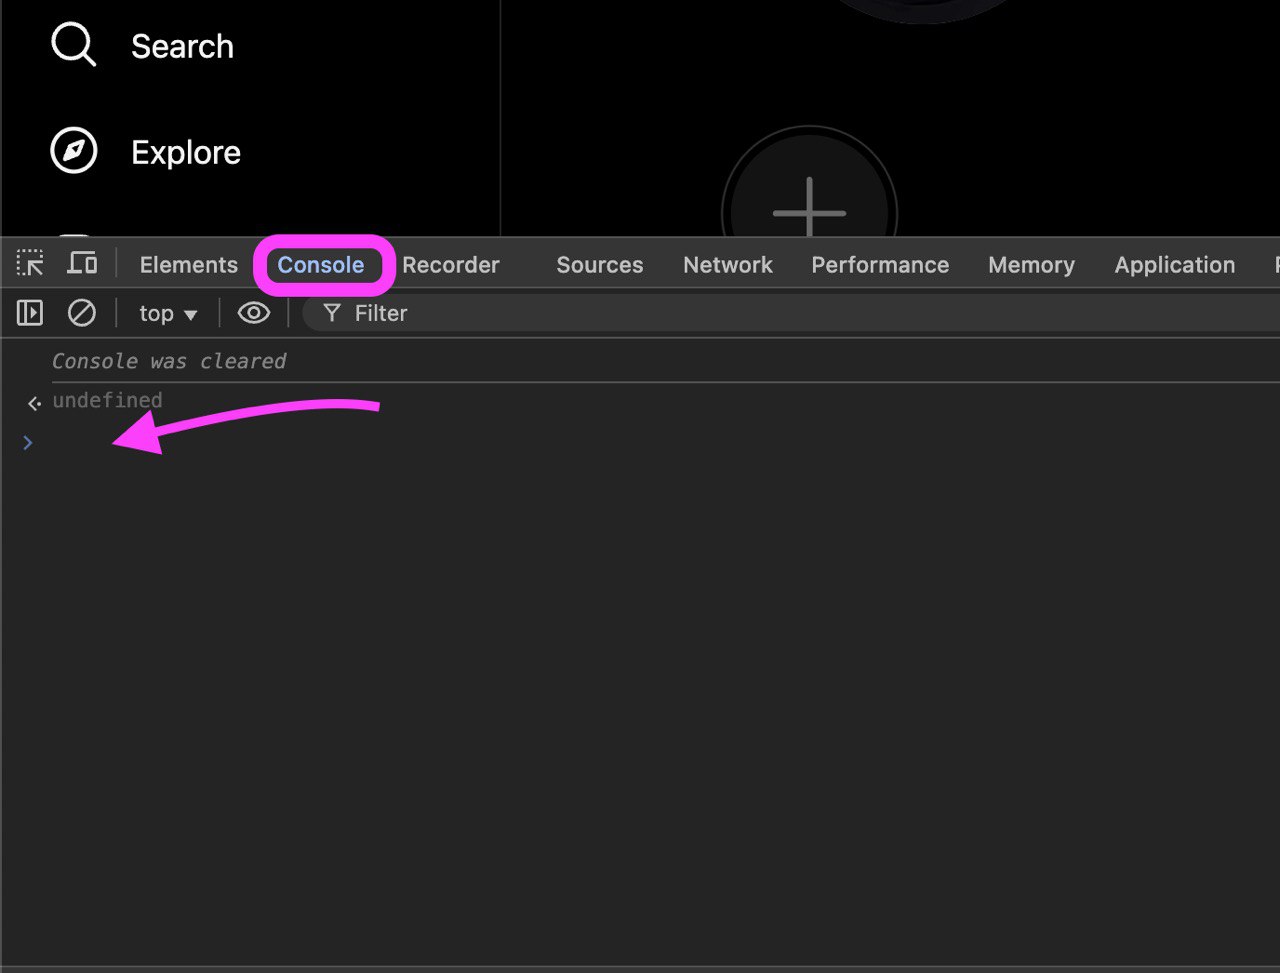 Search
Explore
Elements Console Recorder Sources Network Performance Memory Application
top Filter
Console was cleared
undefined